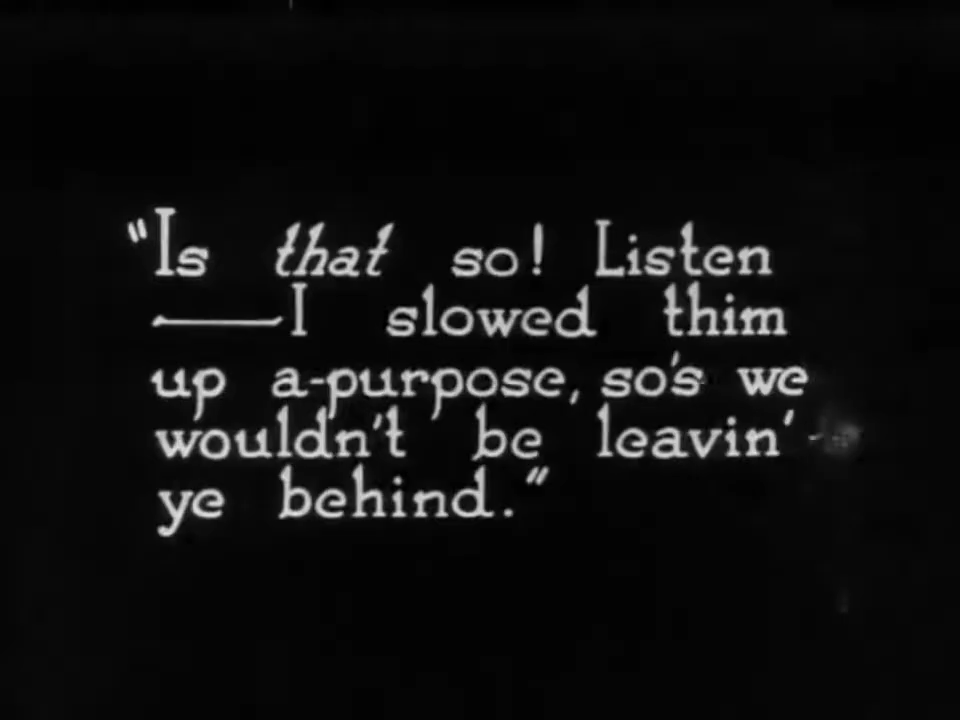 "Is that so! Listen
——I slowed thim
up a-purpose, so's we
wouldn't be leavin'
ye behind."